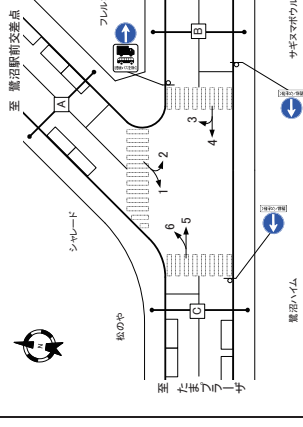 至 鷺沼駅前交差点
フレル
サギヌマボウル
A
B
シャレード
3
4
2
1
6
5
N
松のや
C
鷺沼ハイム
至 たまプラーザ